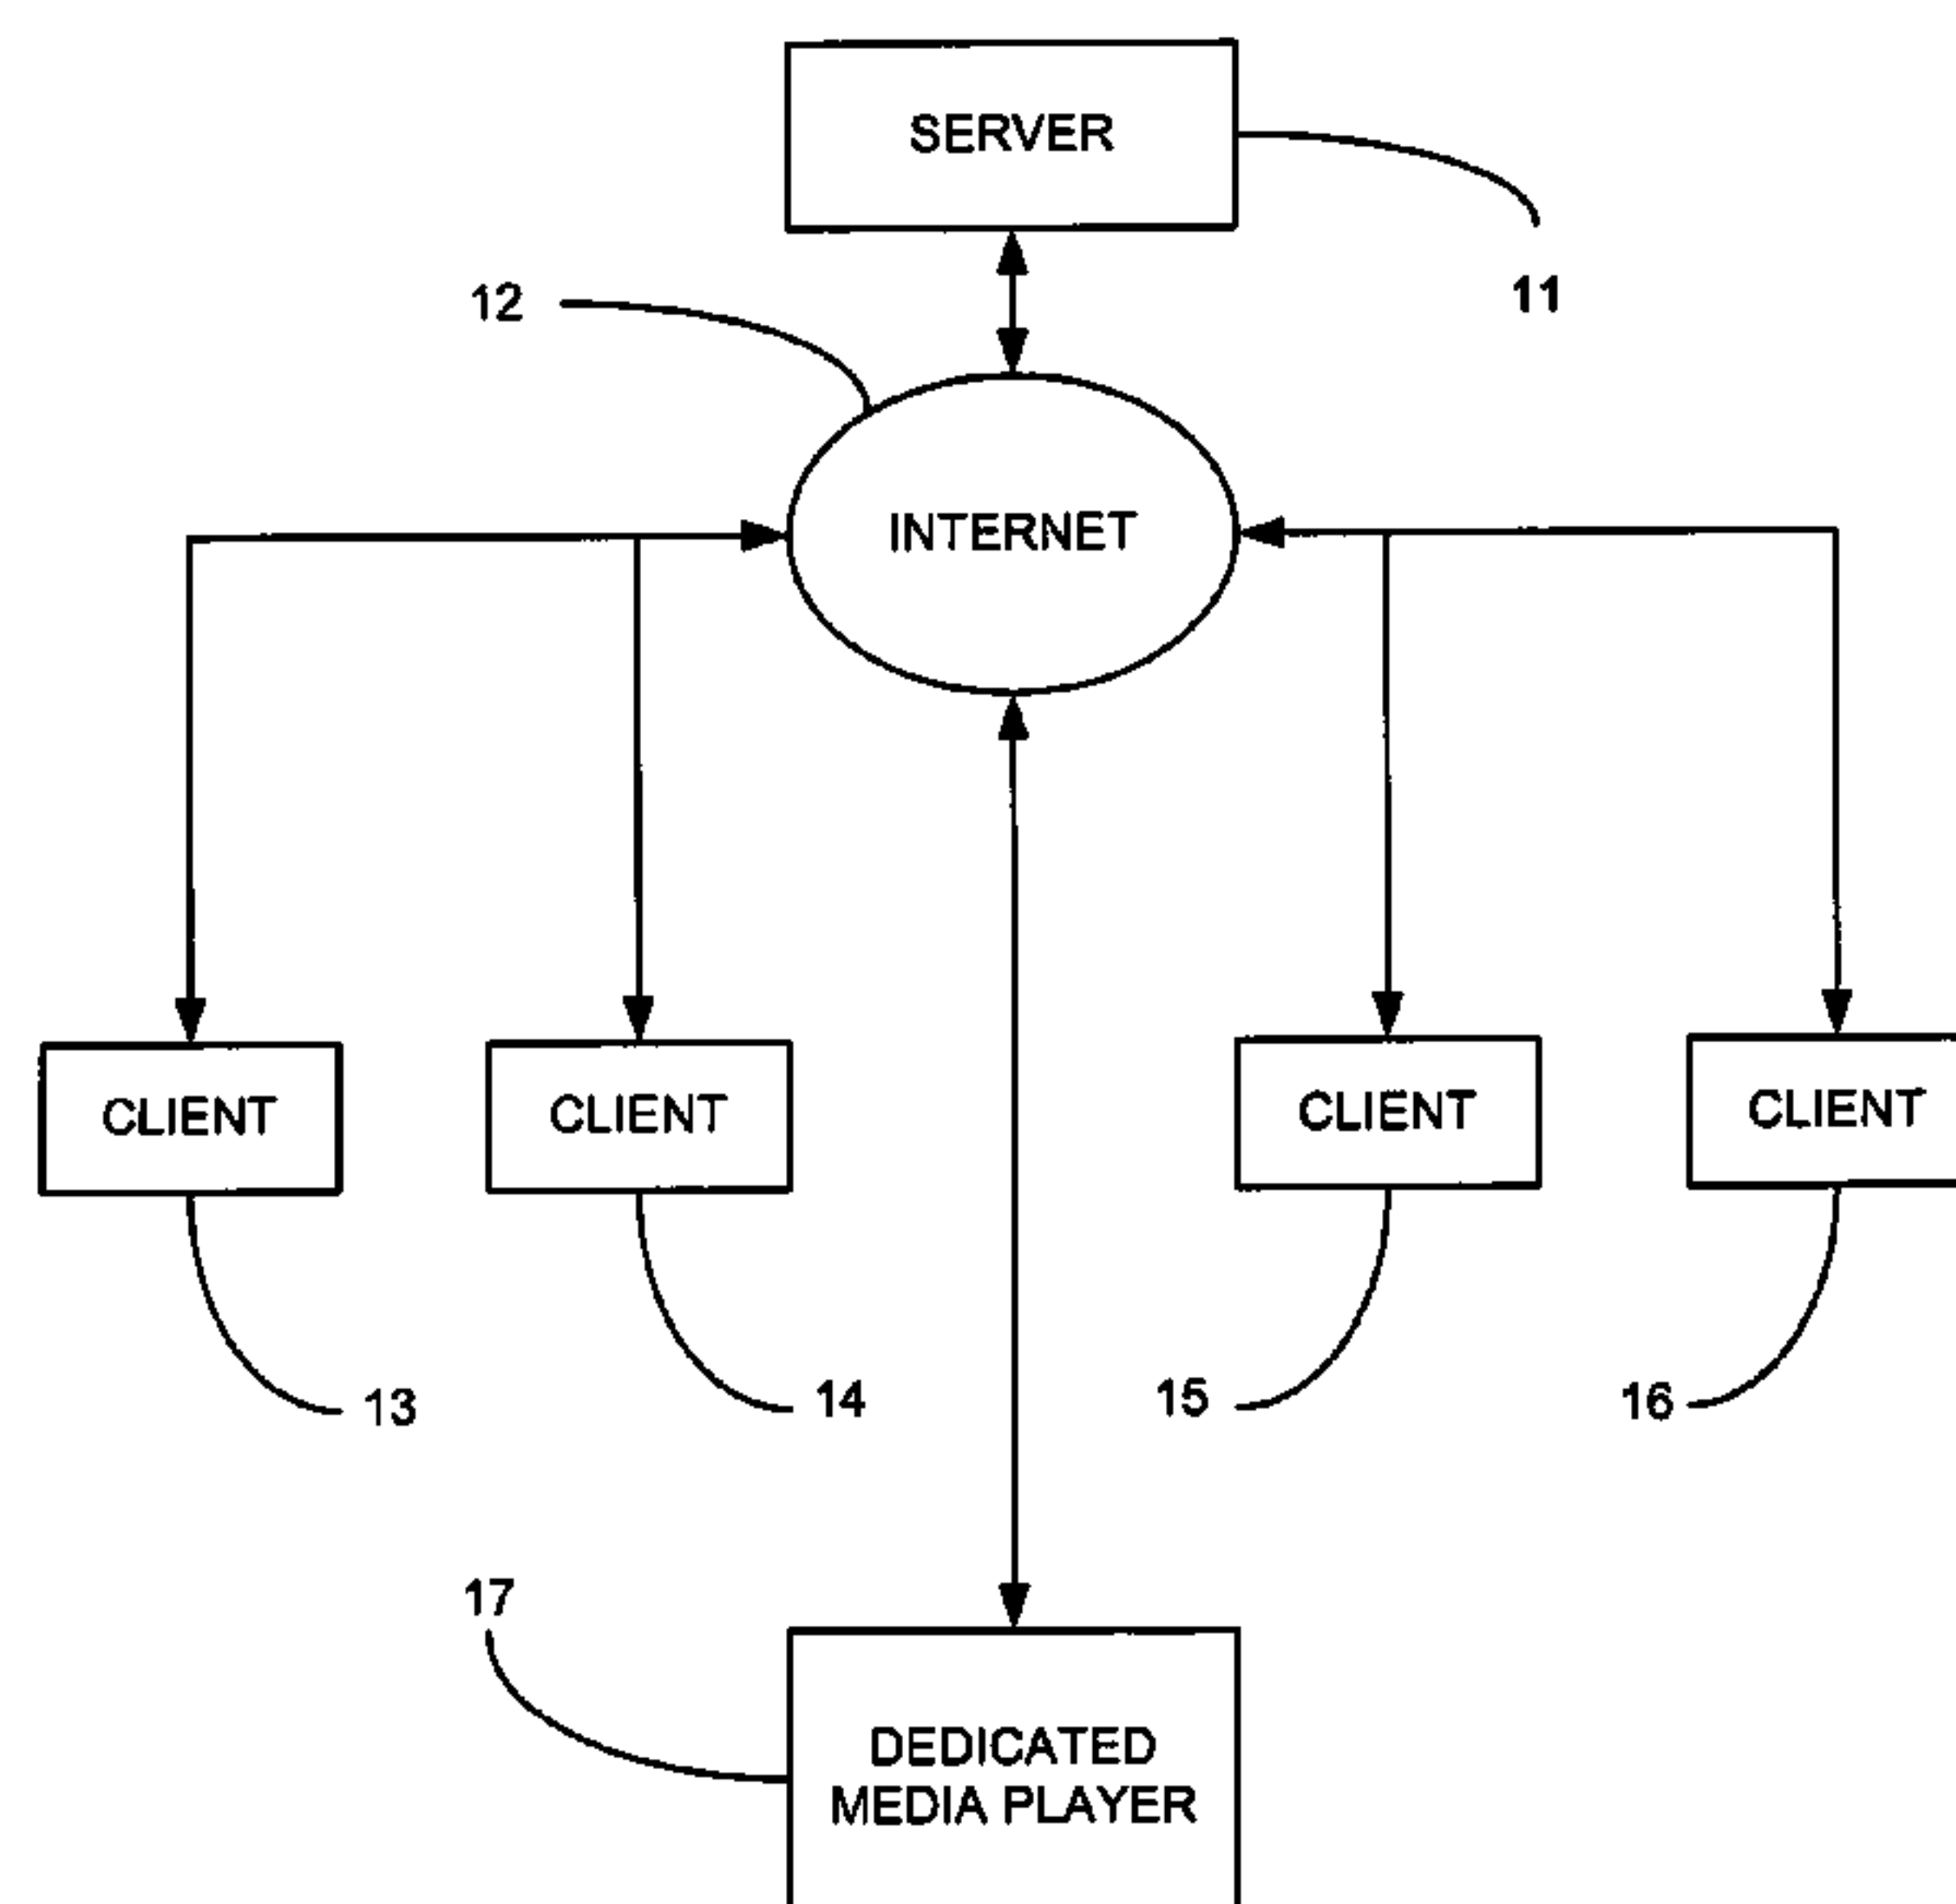 SERVER
12
11
INTERNET
CLIENT
CLIENT
CLIENT
CLIENT
13
14
15
16
17
DEDICATED
MEDIA PLAYER